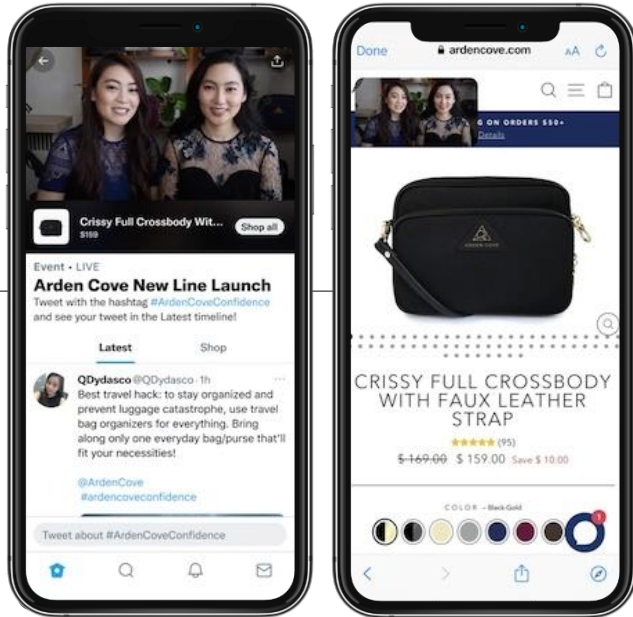 Crissy Full Crossbody Wit...
$159
Shop all
Event • LIVE
Arden Cove New Line Launch
Tweet with the hashtag #ArdenCoveConfidence
and see your tweet in the Latest timeline!
Latest
Shop
QDydasco @QDydasco · 1h
Best travel hack: to stay organized and
prevent luggage catastrophe, use travel
bag organizers for everything. Bring
along only one everyday bag/purse that'll
fit your necessities!
@ArdenCove
#ardencoveconfidence
Tweet about #ArdenCoveConfidence
Done
ardencove.com
AA
G ON ORDERS $50+
Details
ARDEN COVE
CRISSY FULL CROSSBODY
WITH FAUX LEATHER
STRAP
(95)
$ 169.00 $ 159.00 Save $ 10.00
COLOR – Black-Gold
1